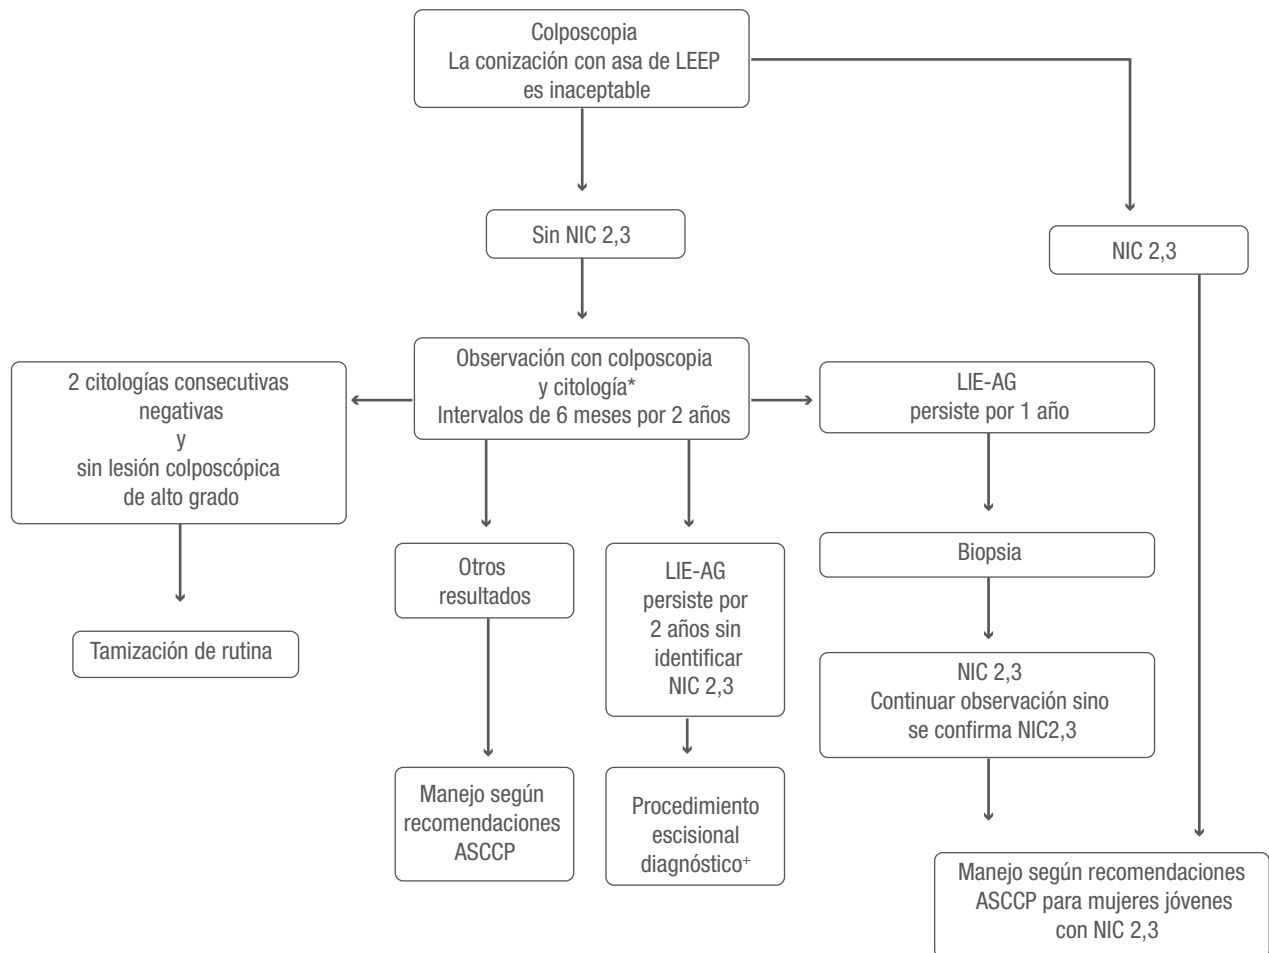 Colposcopia
La conización con asa de LEEP
es inaceptable
Sin NIC 2,3
NIC 2,3
2 citologías consecutivas
negativas
y
sin lesión colposcópica
de alto grado
Observación con colposcopia
y citología*
Intervalos de 6 meses por 2 años
LIE-AG
persiste por 1 año
Tamización de rutina
Otros
resultados
LIE-AG
persiste por
2 años sin
identificar
NIC 2,3
Biopsia
NIC 2,3
Continuar observación sino
se confirma NIC2,3
Manejo según
recomendaciones
ASCCP
Procedimiento
escisional
diagnóstico+
Manejo según recomendaciones
ASCCP para mujeres jóvenes
con NIC 2,3